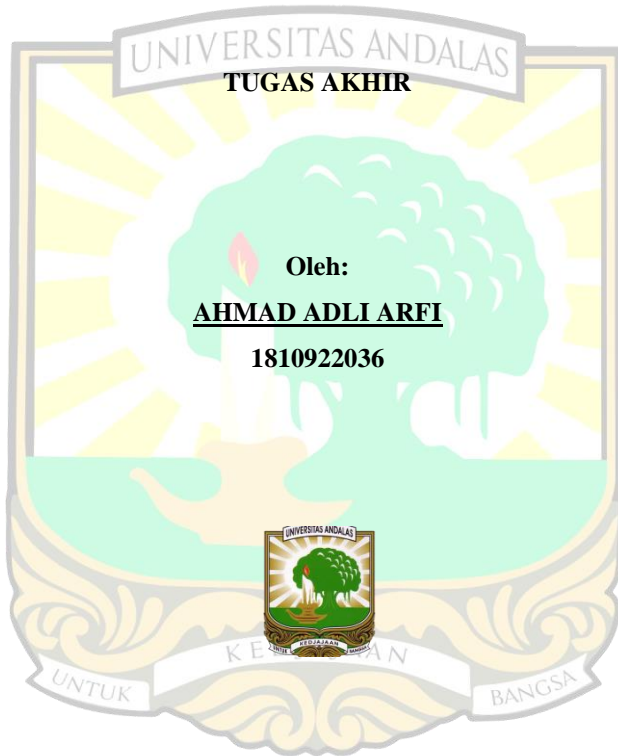 UNIVERSITAS ANDALAS
TUGAS AKHIR
Oleh:
AHMAD ADLI ARFI
1810922036
UNIVERSITAS ANDALAS
UNTUK KEDJAJAAN BANGSA
UNTUK
BANGSA